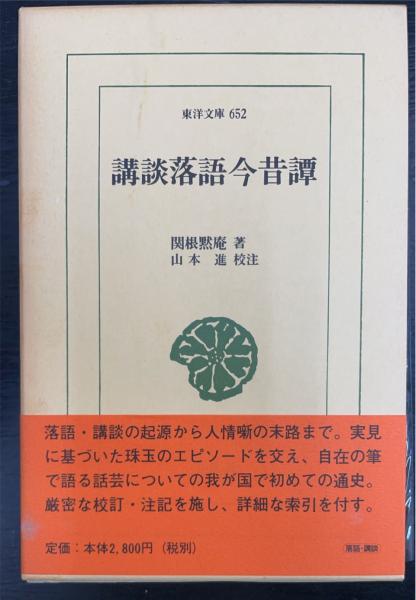 東洋文庫 652
講談落語今昔譚
関根黙庵 著
山本 進 校注
落語・講談の起源から人情噺の末路まで。実見
に基づいた珠玉のエピソードを交え、自在の筆
で語る話芸についての我が国で初めての通史。
厳密な校訂・注記を施し、詳細な索引を付す。
定価：本体2,800円（税別）
落語・講談